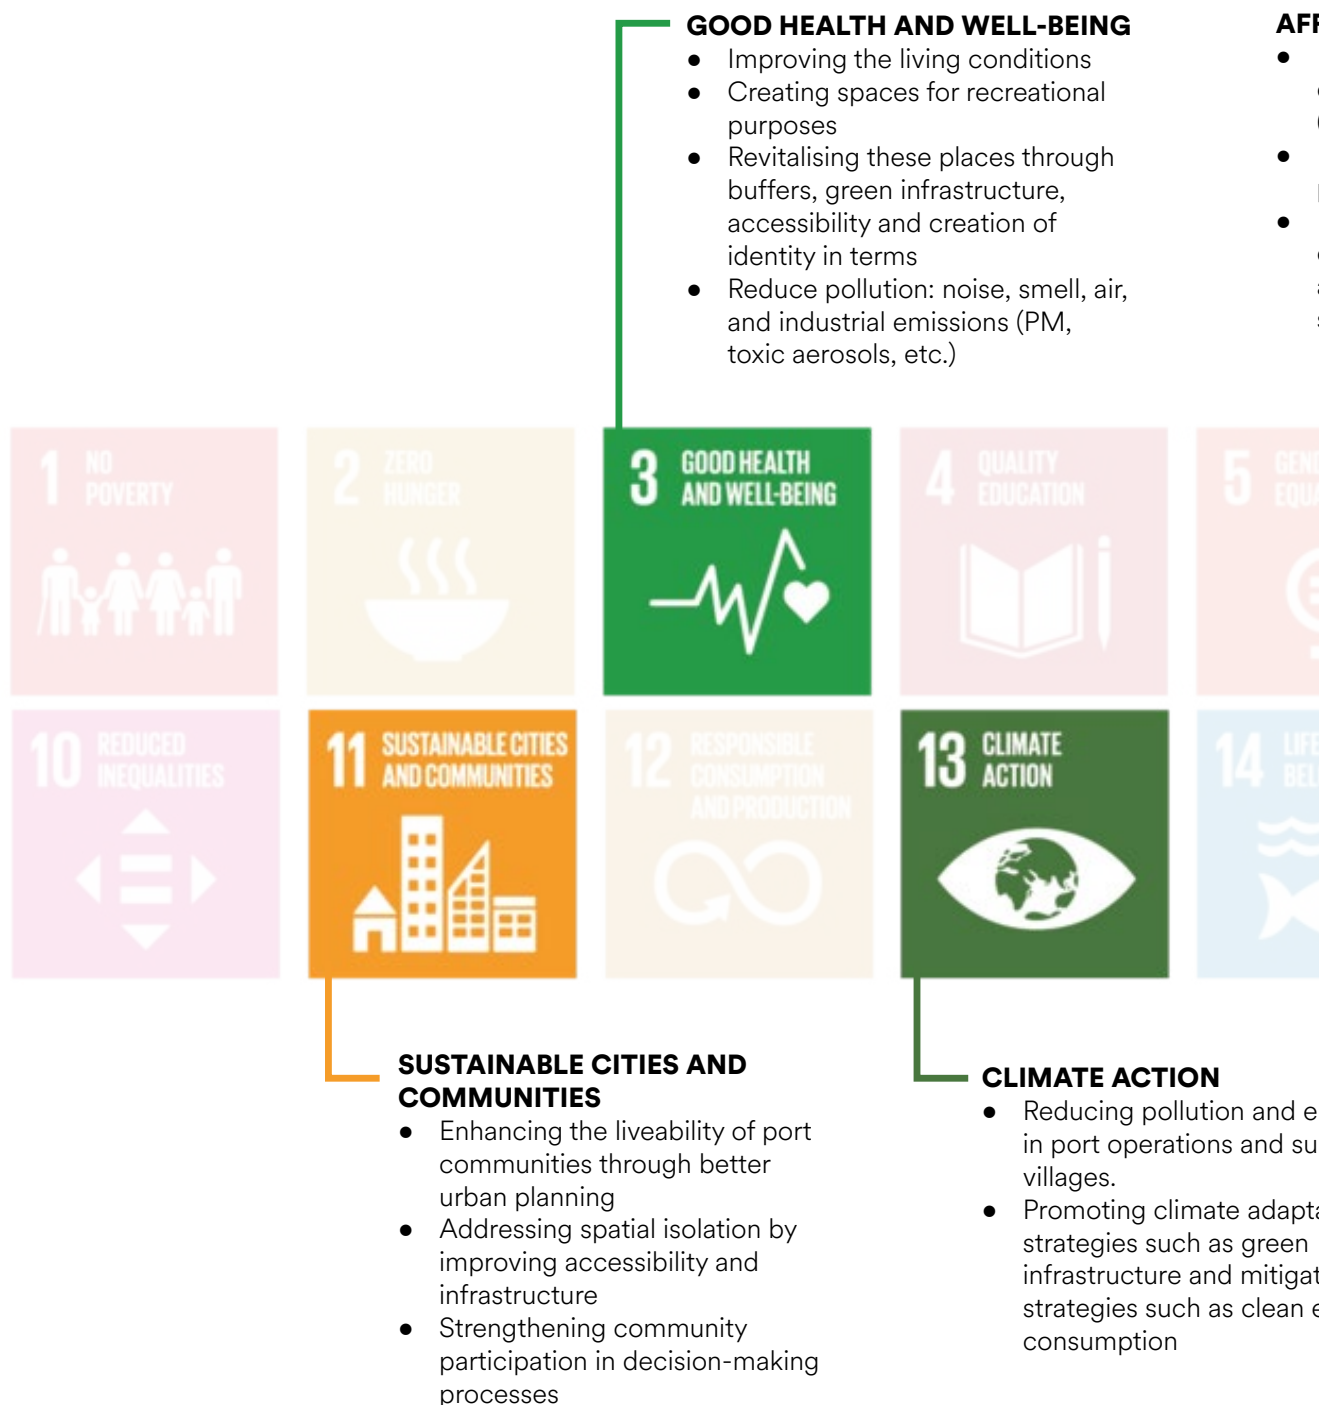 GOOD HEALTH AND WELL-BEING
● Improving the living conditions
● Creating spaces for recreational
purposes
● Revitalising these places through
buffers, green infrastructure,
accessibility and creation of
identity in terms
● Reduce pollution: noise, smell, air,
and industrial emissions (PM,
toxic aerosols, etc.)
1 NO
POVERTY
2 ZERO
HUNGER
3 GOOD HEALTH
AND WELL-BEING
4 QUALITY
EDUCATION
5
10 REDUCED
INEQUALITIES
11 SUSTAINABLE CITIES
AND COMMUNITIES
12 RESPONSIBLE
CONSUMPTION
AND PRODUCTION
13 CLIMATE
ACTION
14 LIFE
SUSTAINABLE CITIES AND
COMMUNITIES
● Enhancing the liveability of port
communities through better
urban planning
● Addressing spatial isolation by
improving accessibility and
infrastructure
● Strengthening community
participation in decision-making
processes
CLIMATE ACTION
● Reducing pollution and
in port operations and
villages.
● Promoting climate
strategies such as green
infrastructure and
strategies such as clean
consumption